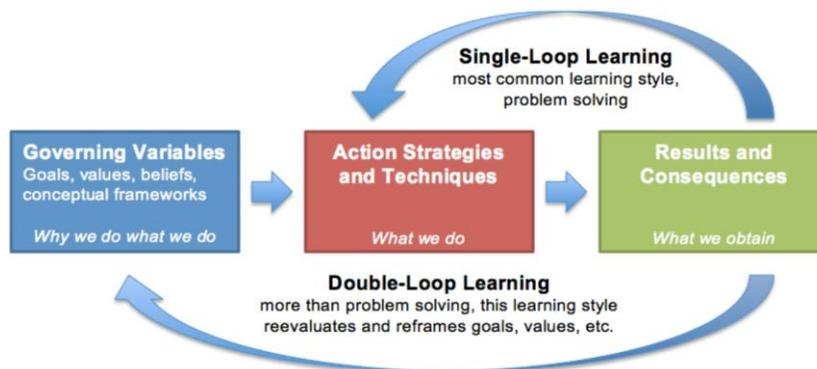 Single-Loop Learning
most common learning style,
problem solving
Governing Variables
Goals, values, beliefs,
conceptual frameworks
Why we do what we do
Action Strategies
and Techniques
What we do
Results and
Consequences
What we obtain
Double-Loop Learning
more than problem solving, this learning style
reevaluates and reframes goals, values, etc.